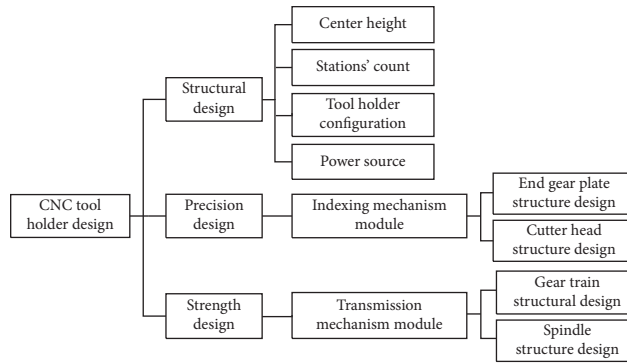 Center height
Stations' count
Structural
design
Tool holder
configuration
Power source
CNC tool
holder design
Precision
design
Indexing mechanism
module
End gear plate
structure design
Cutter head
structure design
Strength
design
Transmission
mechanism module
Gear train
structural design
Spindle
structure design